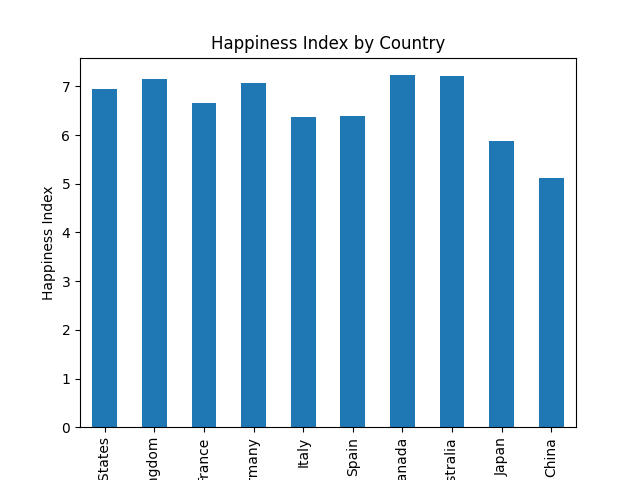 Happiness Index by Country
Happiness Index
7
6
5
4
3
2
1
0
States
ngdom
rance
rmany
Italy
Spain
anada
stralia
Japan
China